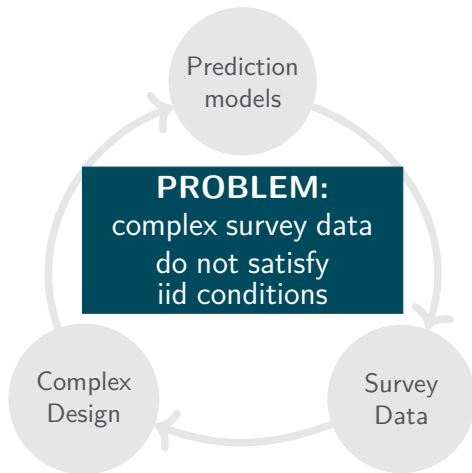 Prediction
models
PROBLEM:
complex survey data
do not satisfy
iid conditions
Complex
Design
Survey
Data